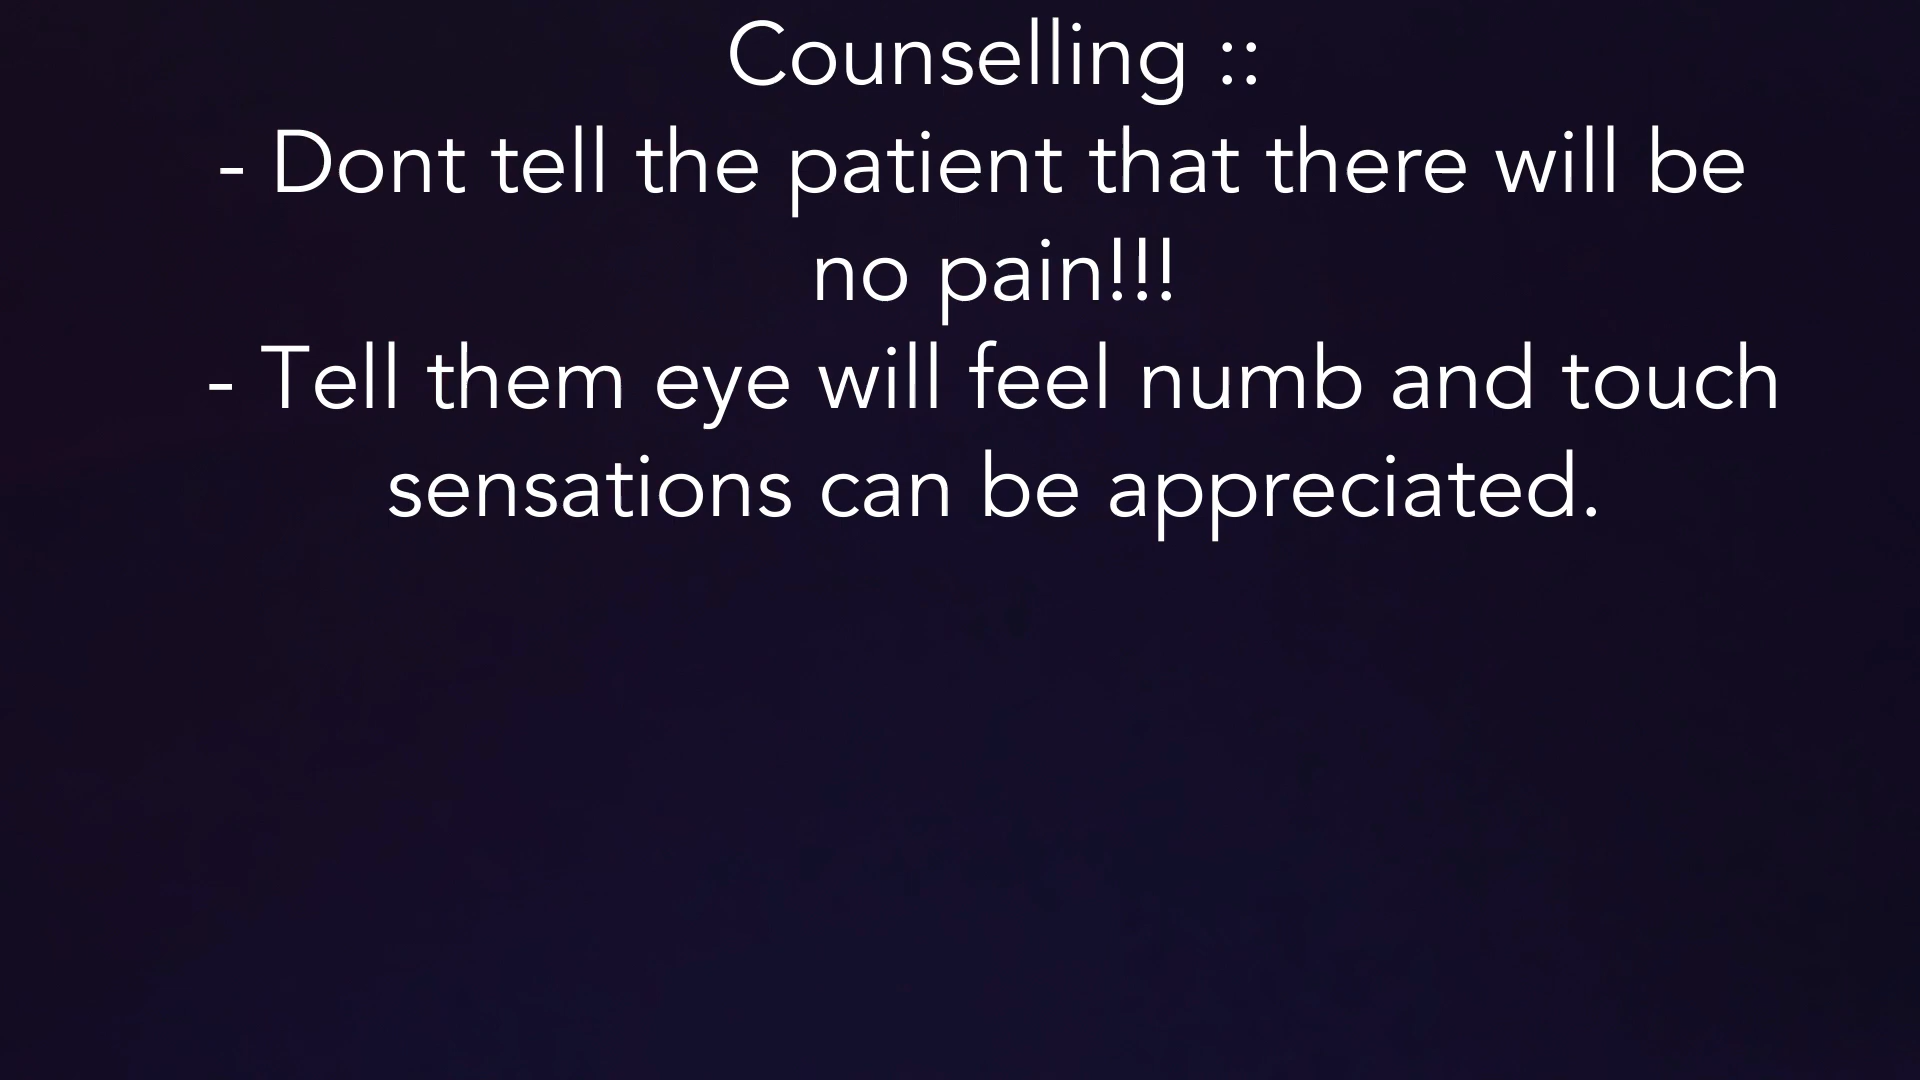 Counselling ::
- Dont tell the patient that there will be
no pain!!!
- Tell them eye will feel numb and touch
sensations can be appreciated.